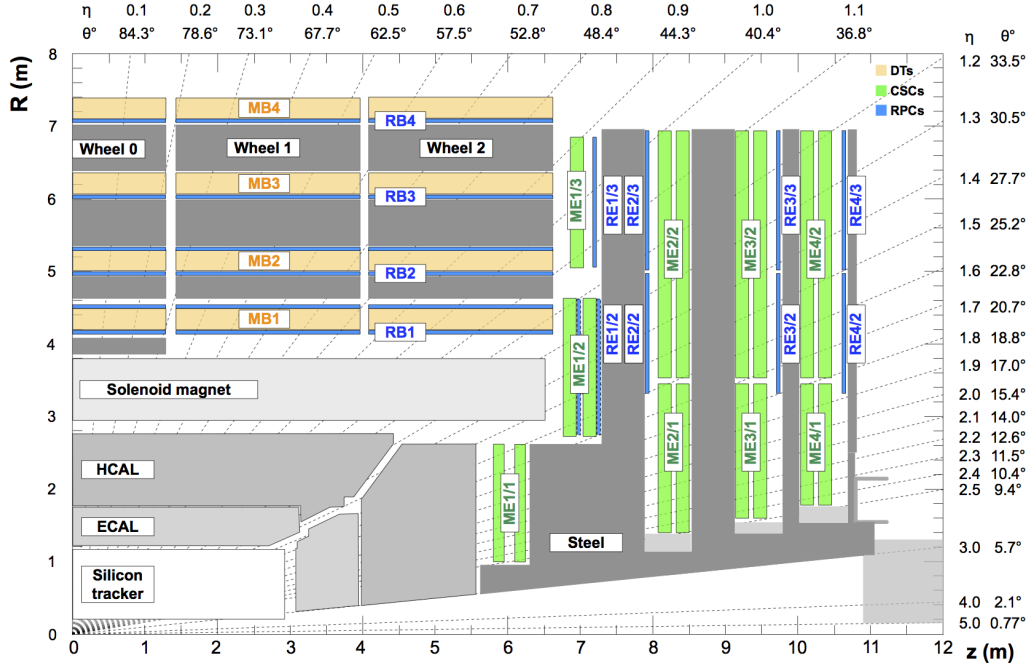 η 0.1 0.2 0.3 0.4 0.5 0.6 0.7 0.8 0.9 1.0 1.1
θ° 84.3° 78.6° 73.1° 67.7° 62.5° 57.5° 52.8° 48.4° 44.3° 40.4° 36.8° η θ°
R (m)
8
7
6
5
4
3
2
1
0
1.2 33.5°
1.3 30.5°
1.4 27.7°
1.5 25.2°
1.6 22.8°
1.7 20.7°
1.8 18.8°
1.9 17.0°
2.0 15.4°
2.1 14.0°
2.2 12.6°
2.3 11.5°
2.4 10.4°
2.5 9.4°
3.0 5.7°
4.0 2.1°
5.0 0.77°
DTs
CSCs
RPCs
MB4
RB4
Wheel 0
Wheel 1
Wheel 2
MB3
RB3
MB2
RB2
MB1
RB1
Solenoid magnet
HCAL
ECAL
Silicon
tracker
Steel
ME1/3
RE1/3
RE2/3
ME2/2
ME3/2
RE3/3
ME4/2
RE4/3
ME1/2
RE1/2
RE2/2
RE3/2
RE4/2
ME1/1
ME2/1
ME3/1
ME4/1
0 1 2 3 4 5 6 7 8 9 10 11 12
z (m)